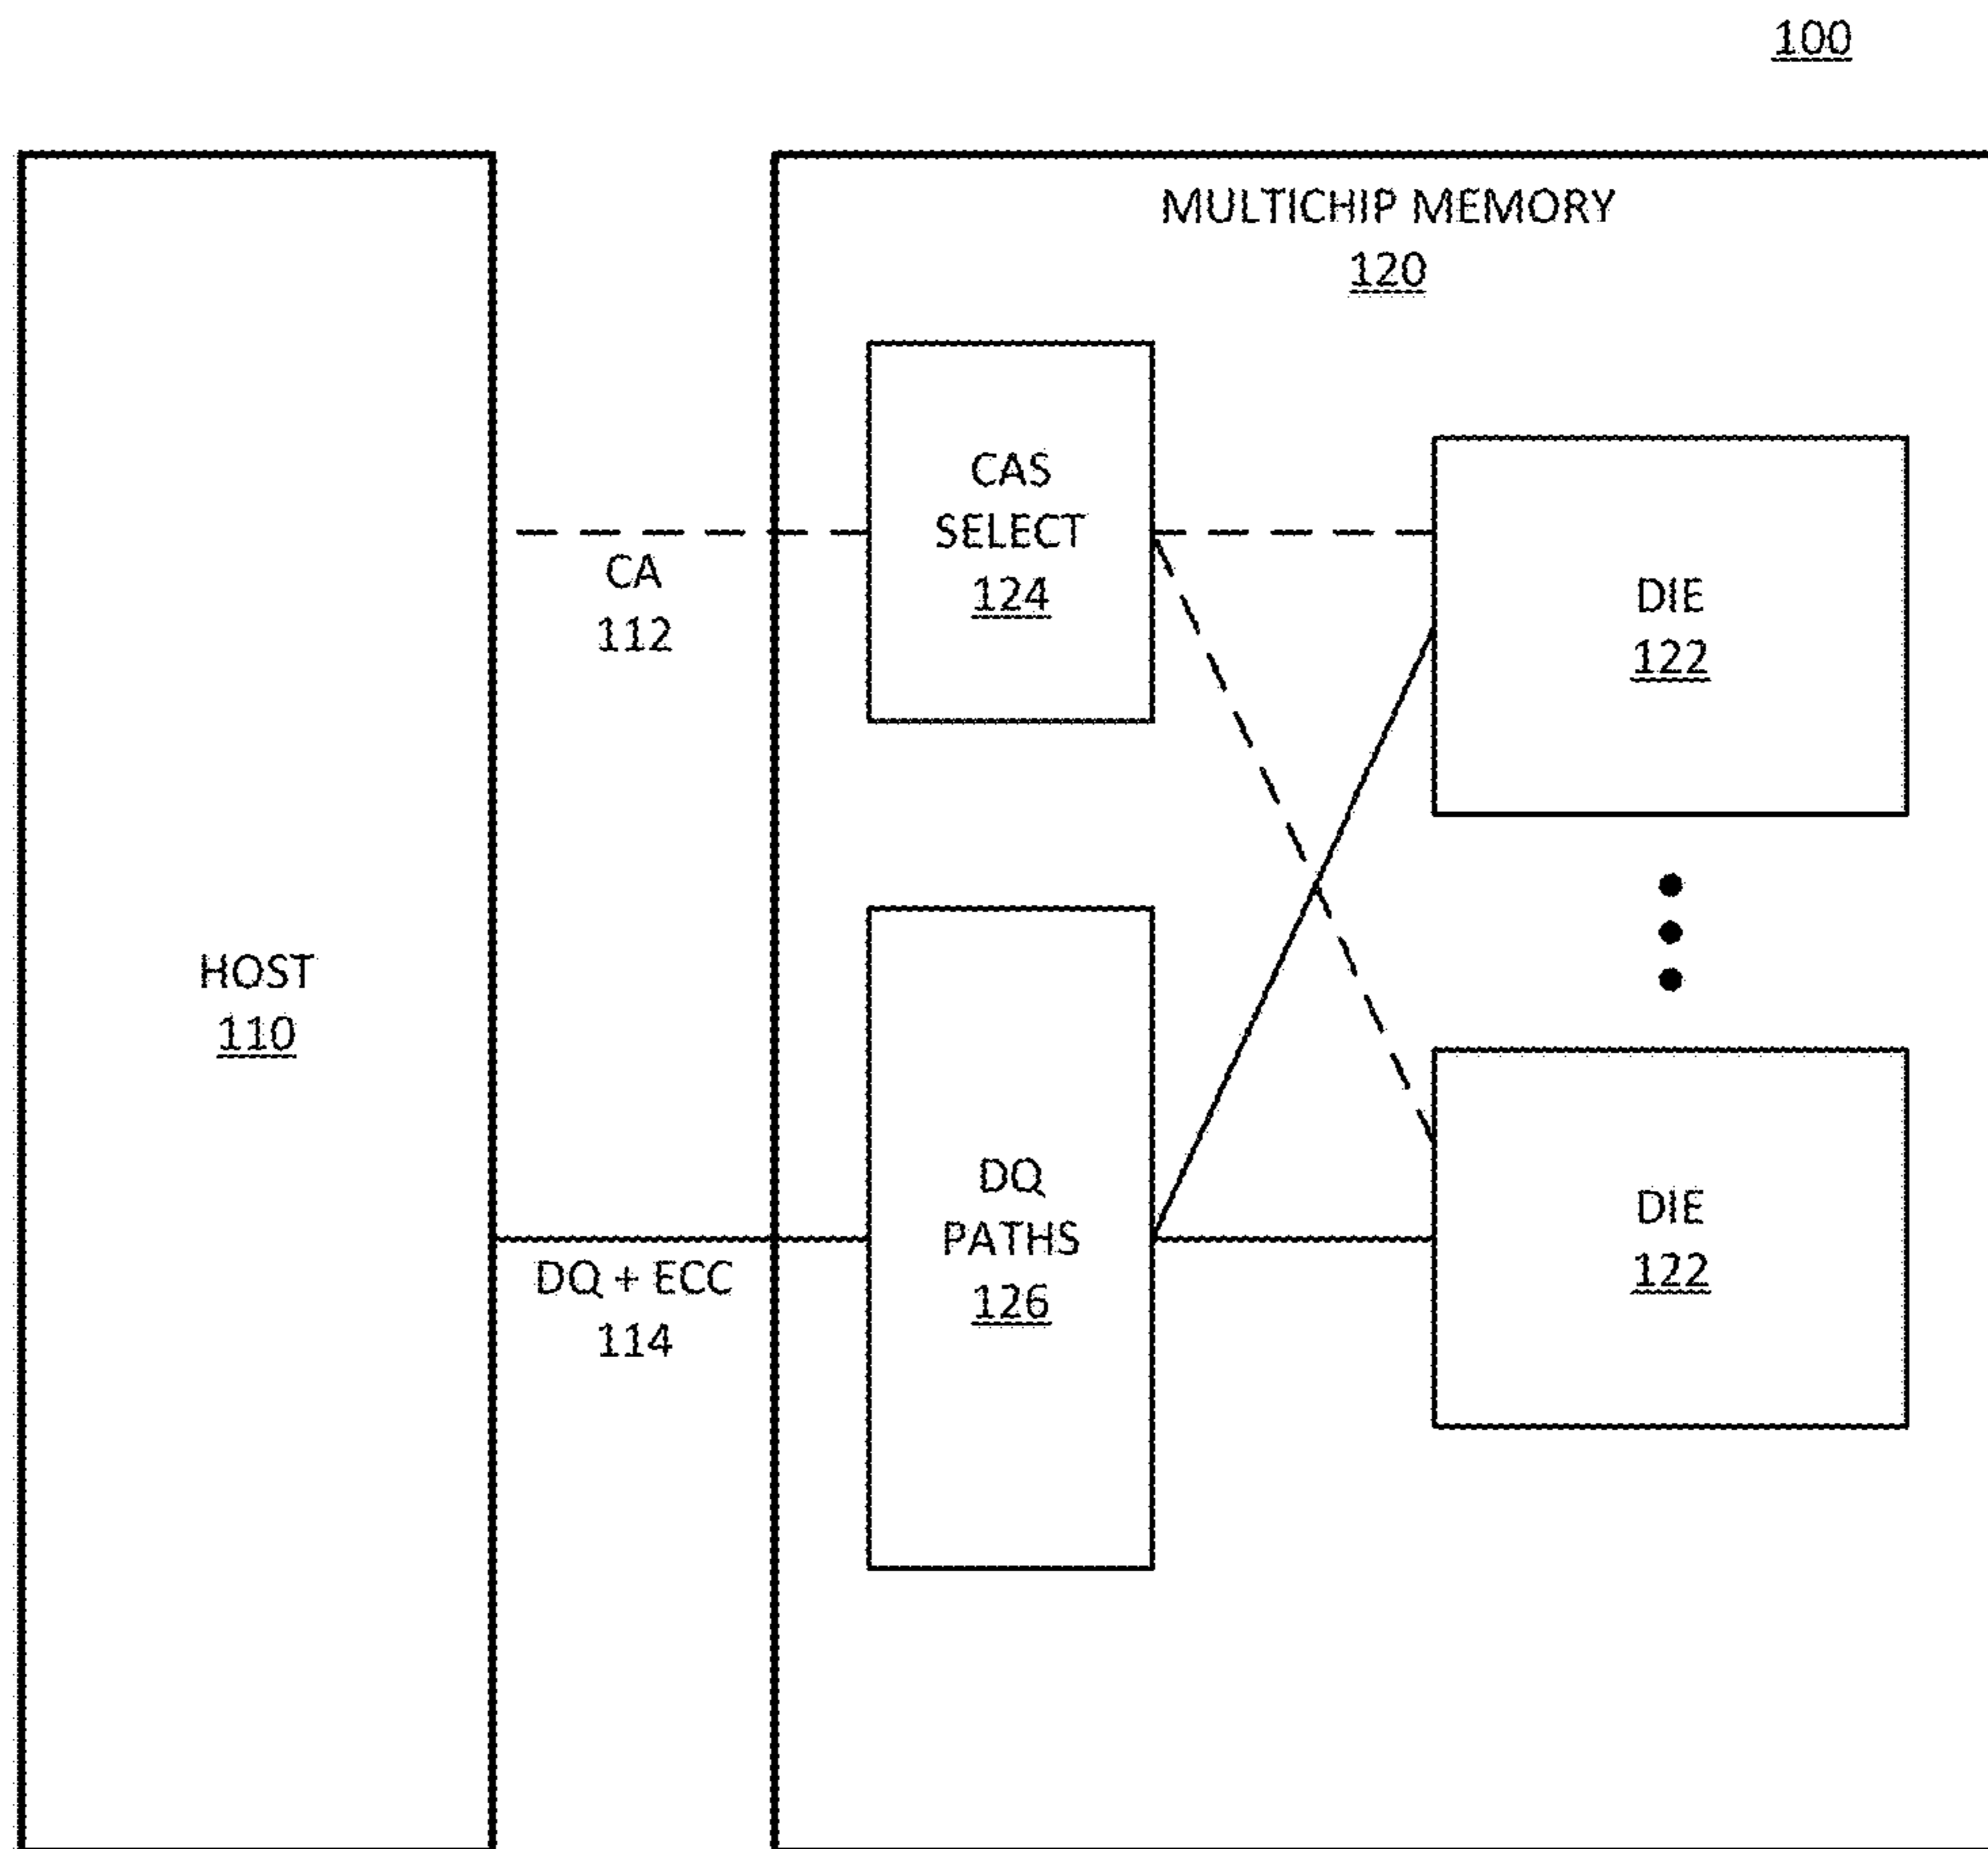 100
MULTICHIP MEMORY
120
CAS
SELECT
124
CA
112
DIE
122
HOST
110
DQ
PATHS
126
DQ + ECC
114
DIE
122